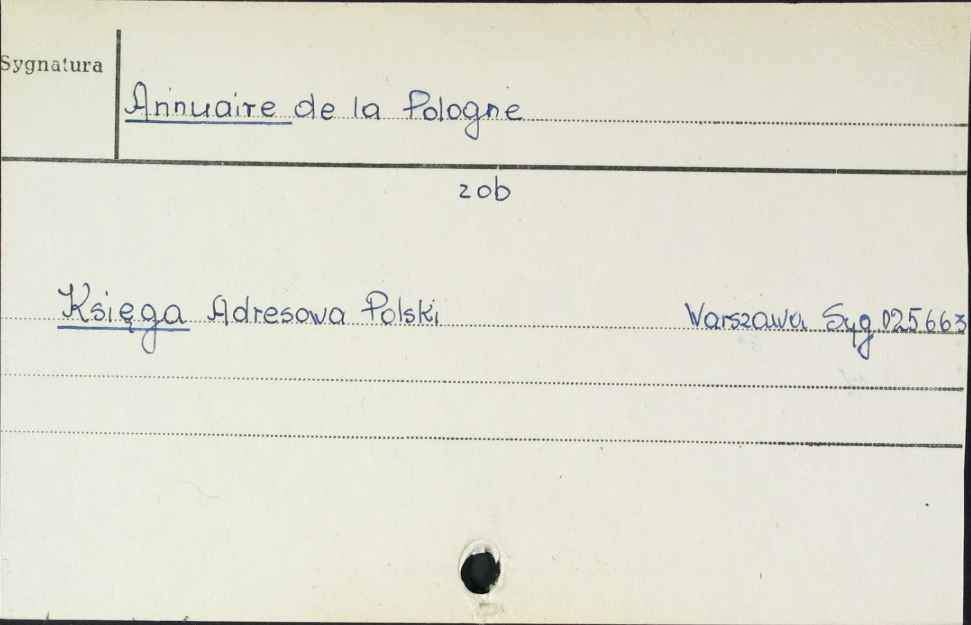 Sygnatura
Annuaire de la Pologne
zob
Księga Adresowa Polski Warszawa Syg 025663